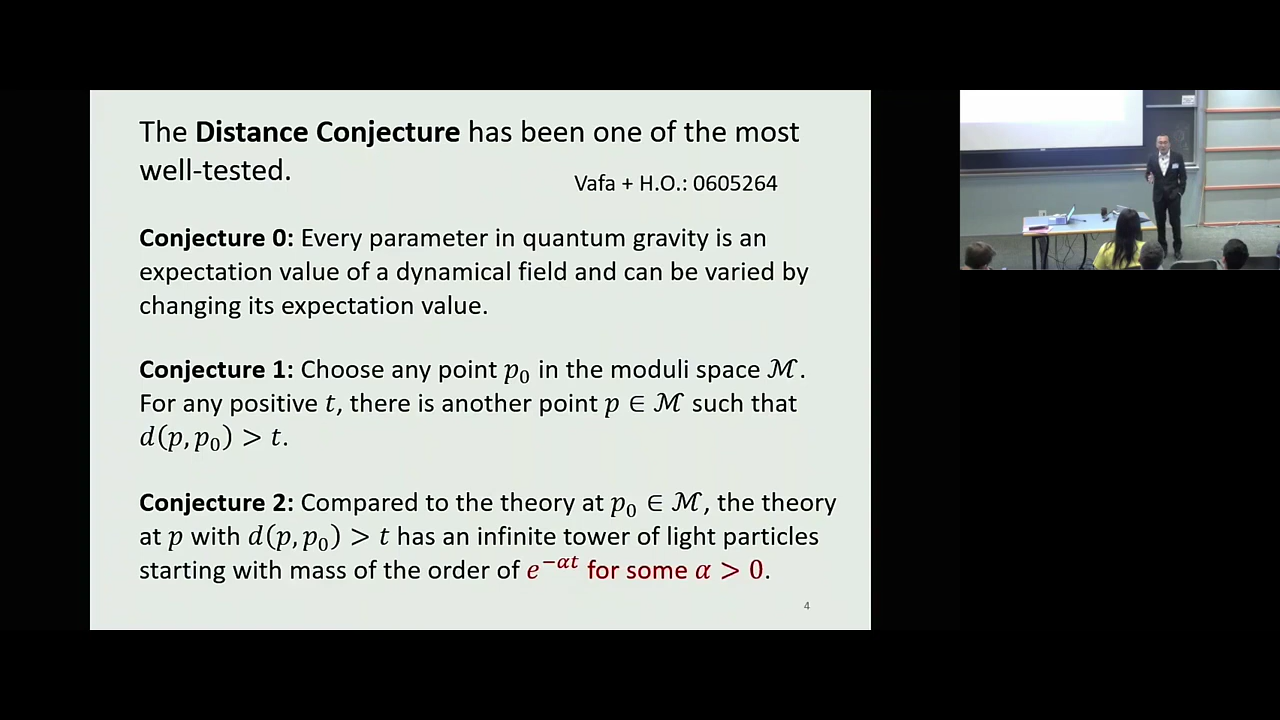 The Distance Conjecture has been one of the most
well-tested.
Vafa + H.O.: 0605264
Conjecture 0: Every parameter in quantum gravity is an
expectation value of a dynamical field and can be varied by
changing its expectation value.
Conjecture 1: Choose any point p₀ in the moduli space ℳ.
For any positive t, there is another point p ∈ ℳ such that
d(p, p₀) > t.
Conjecture 2: Compared to the theory at p₀ ∈ ℳ, the theory
at p with d(p, p₀) > t has an infinite tower of light particles
starting with mass of the order of e^{−αt} for some α > 0.
4